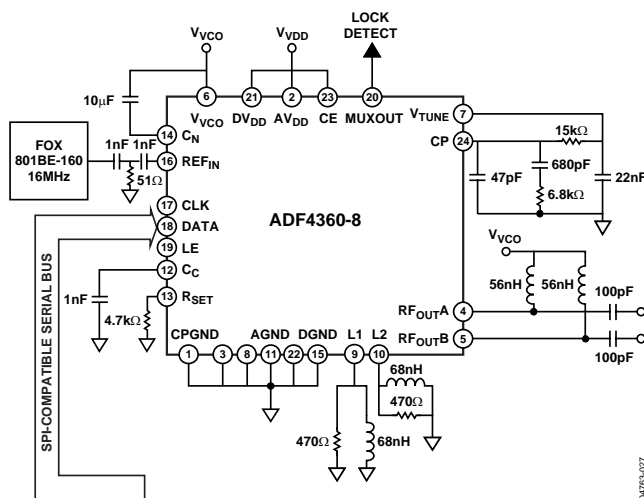 LOCK
DETECT
VVCO
VVDD
10µF
6
21
2
23
20
VVCO
DVDD
AVDD
CE
MUXOUT
VTUNE
7
14
CN
FOX
801BE-160
16MHz
1nF
1nF
16
REFIN
51Ω
CP
24
15kΩ
47pF
680pF
22nF
6.8kΩ
17
CLK
18
DATA
19
LE
ADF4360-8
12
CC
13
RSET
1nF
4.7kΩ
VVCO
56nH
56nH
100pF
RFOUTA
4
RFOUTB
5
100pF
CPGND
AGND
DGND
L1
L2
1
3
8
11
22
15
9
10
68nH
470Ω
470Ω
68nH
SPI-COMPATIBLE SERIAL BUS
04763-027